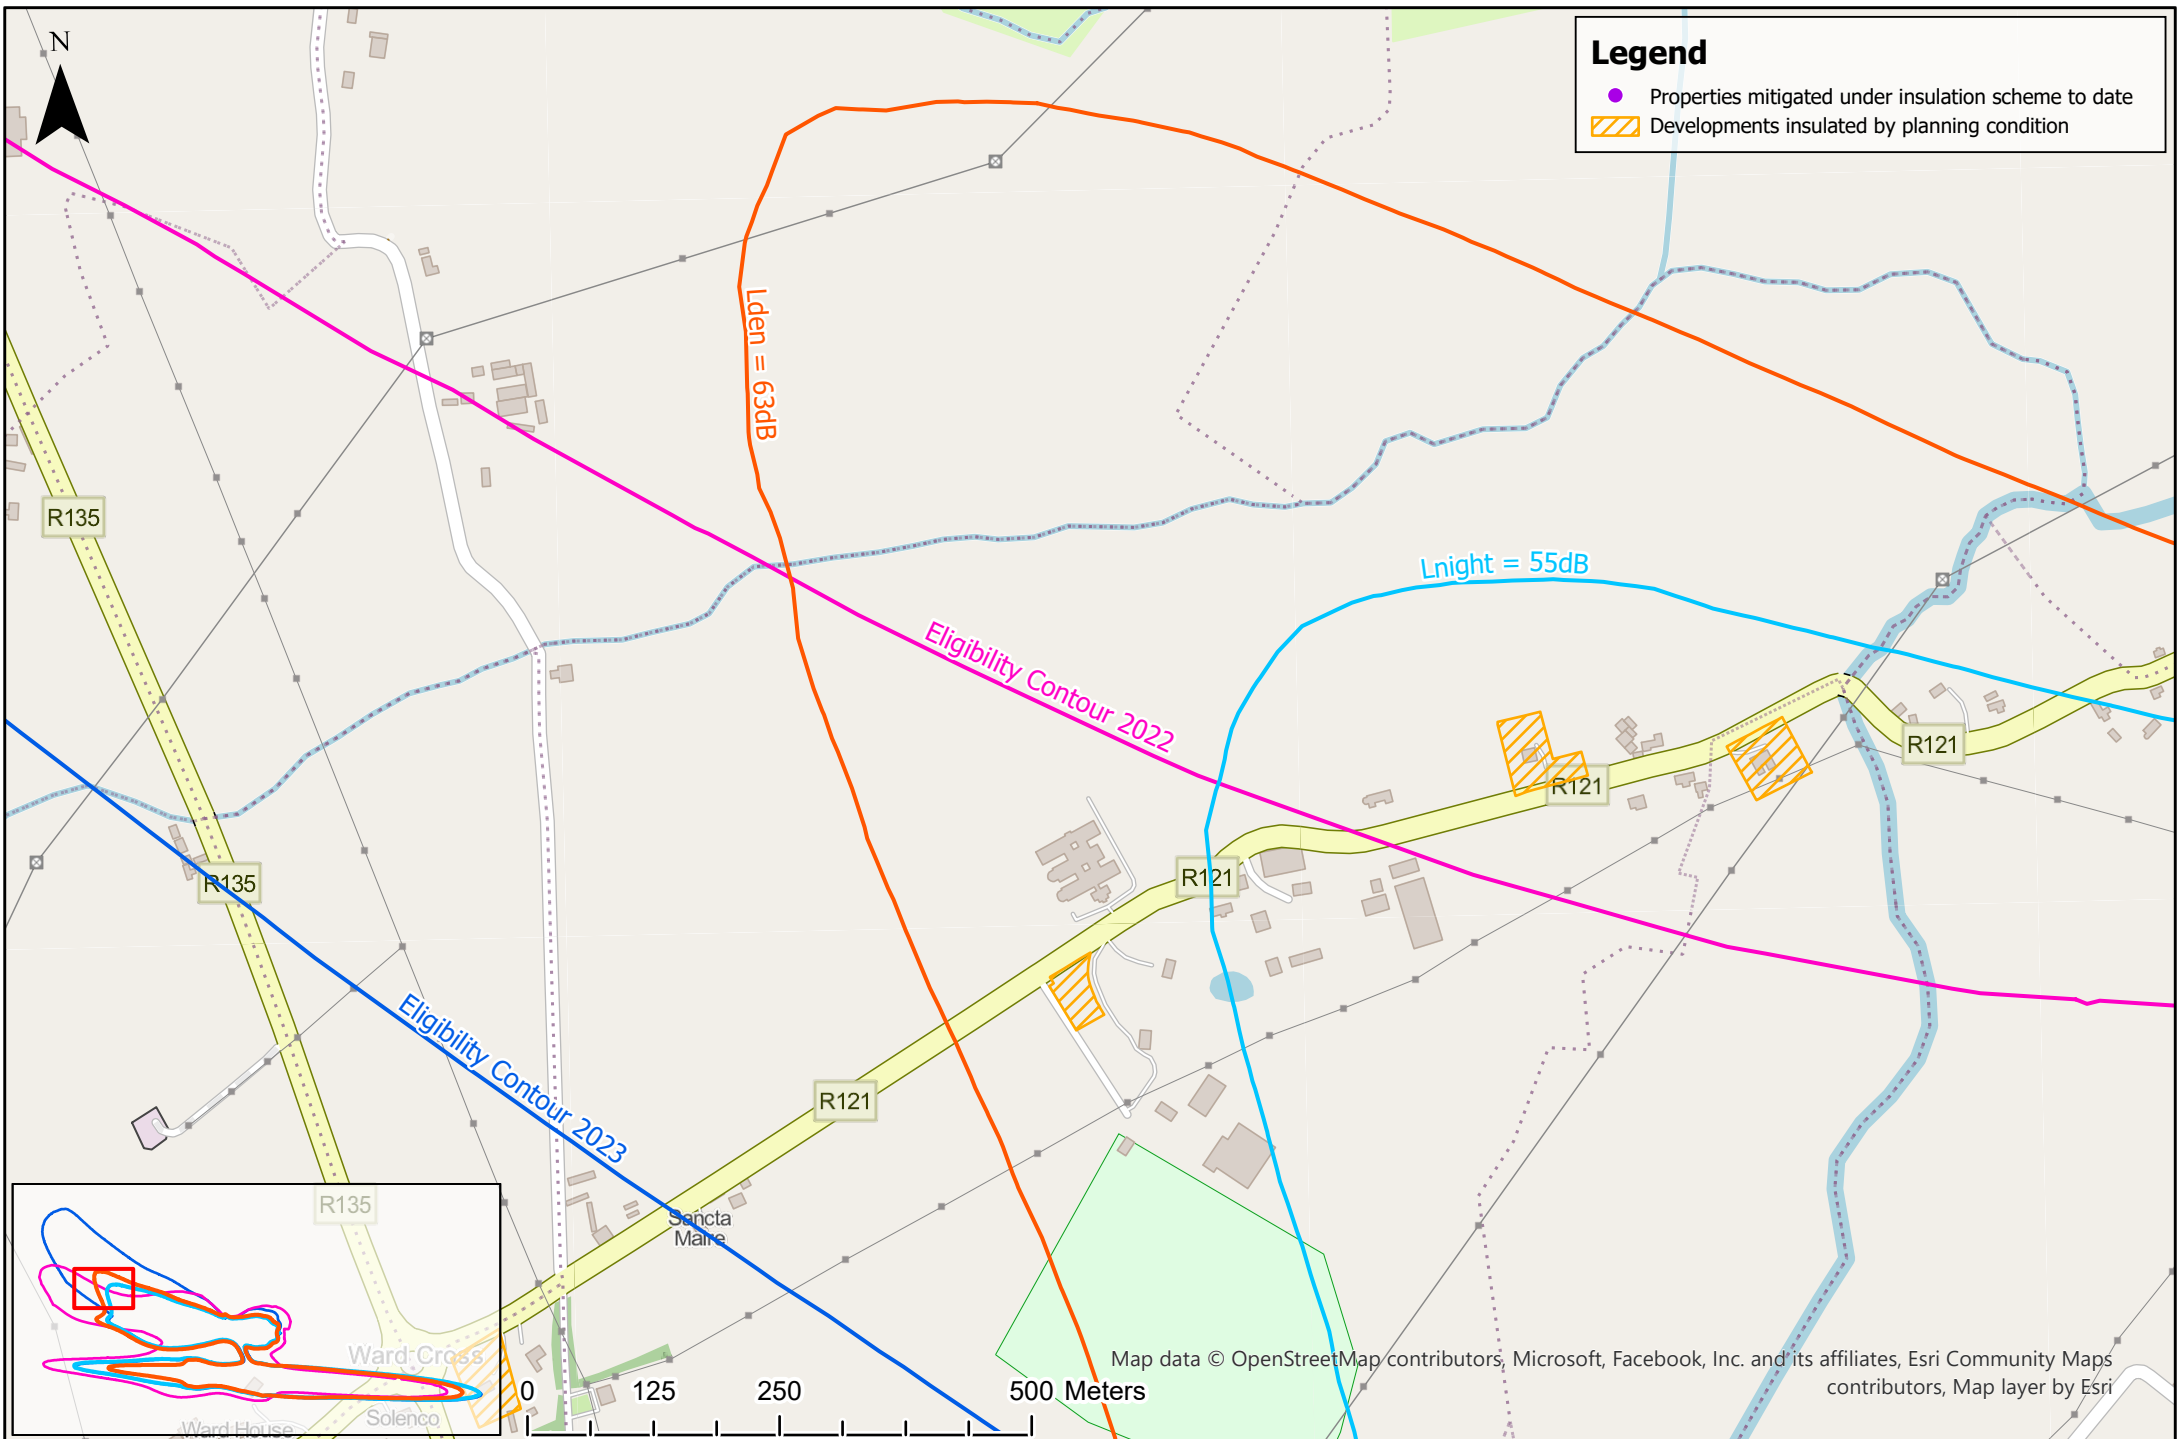 N
Legend
Properties mitigated under insulation scheme to date
Developments insulated by planning condition
Lden = 63dB
R135
Lnight = 55dB
Eligibility Contour 2022
R121
R121
R121
R135
Eligibility Contour 2023
R121
R135
Sancta
Maire
Ward Cross
Solenco
Ward House
0 125 250 500 Meters
Map data © OpenStreetMap contributors, Microsoft, Facebook, Inc. and its affiliates, Esri Community Maps
contributors, Map layer by Esri